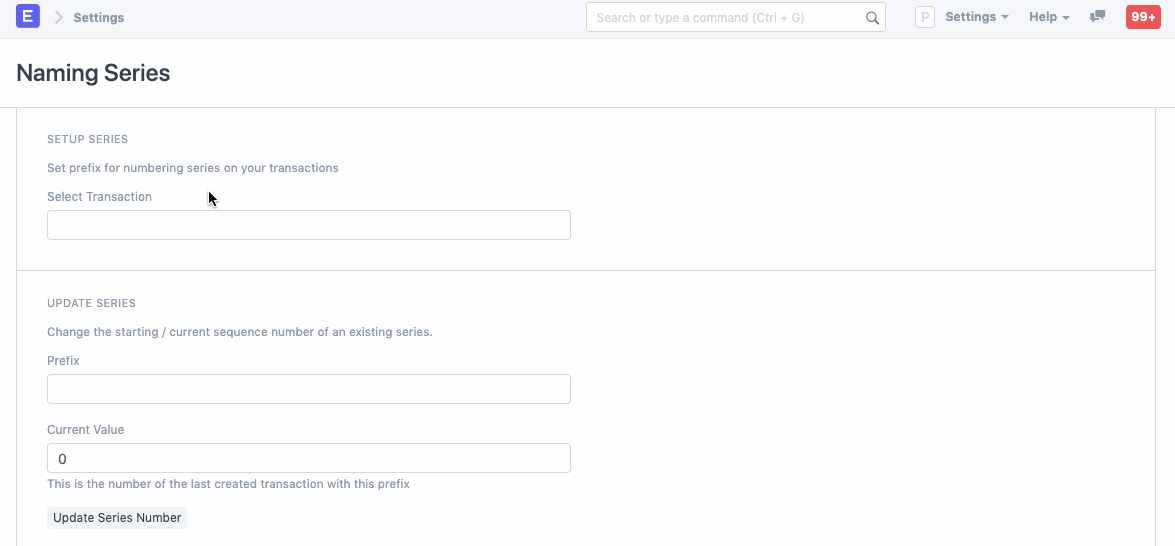 E
Settings
Search or type a command (Ctrl + G)
P
Settings
Help
99+
Naming Series
SETUP SERIES
Set prefix for numbering series on your transactions
Select Transaction
UPDATE SERIES
Change the starting / current sequence number of an existing series.
Prefix
Current Value
0
This is the number of the last created transaction with this prefix
Update Series Number